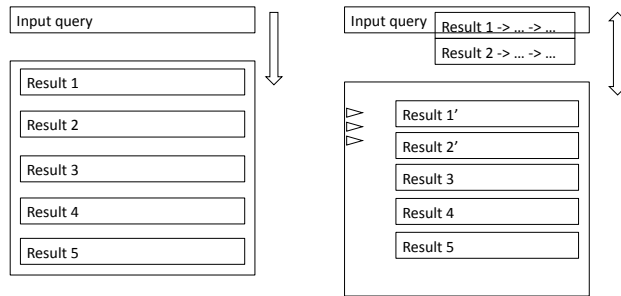 Input query
Result 1
Result 2
Result 3
Result 4
Result 5
Input query
Result 1 -> ... -> ...
Result 2 -> ... -> ...
Result 1’
Result 2’
Result 3
Result 4
Result 5